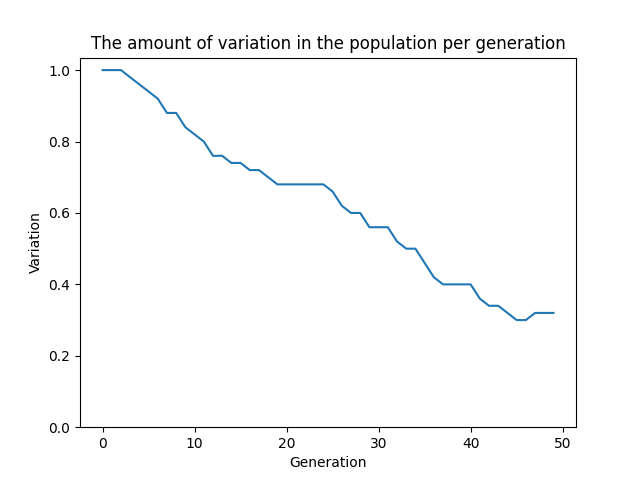 The amount of variation in the population per generation
1.0
0.8
0.6
0.4
0.2
0.0
Variation
0 10 20 30 40 50
Generation